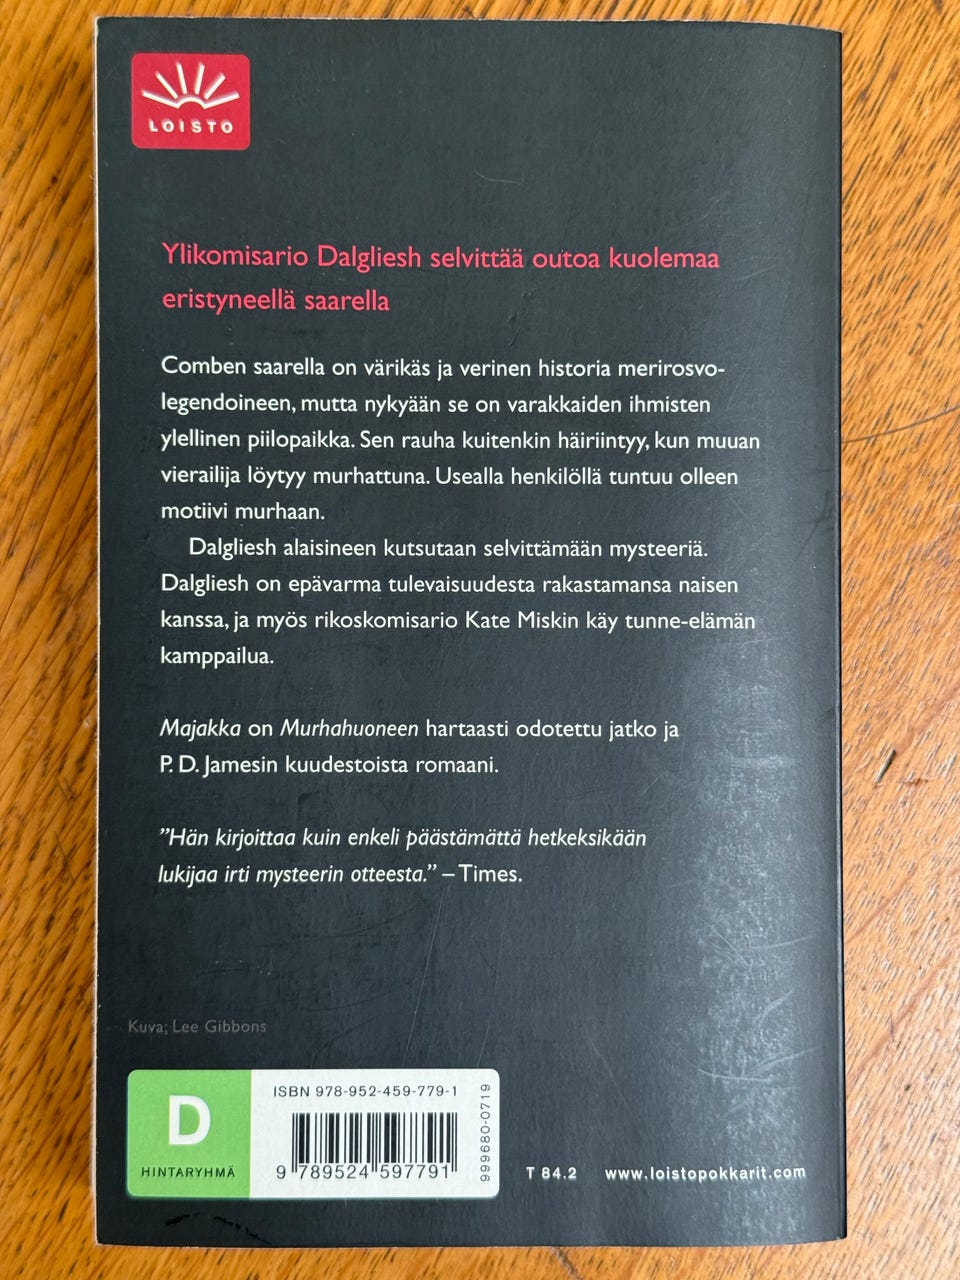 LOISTO
Ylikomisario Dalgliesh selvittää outoa kuolemaa
eristyneellä saarella
Comben saarella on värikäs ja verinen historia merirosvo-
legendoineen, mutta nykyään se on varakkaiden ihmisten
ylellinen piilopaikka. Sen rauha kuitenkin häiriintyy, kun muuan
vierailija löytyy murhattuna. Usealla henkilöllä tuntuu olleen
motiivi murhaan.
Dalgliesh alaisineen kutsutaan selvittämään mysteeriä.
Dalgliesh on epävarma tulevaisuudesta rakastamansa naisen
kanssa, ja myös rikoskomisario Kate Miskin käy tunne-elämän
kamppailua.
Majakka on Murhahuoneen hartaasti odotettu jatko ja
P. D. Jamesin kuudestoista romaani.
”Hän kirjoittaa kuin enkeli päästämättä hetkeksikään
lukijaa irti mysteerin otteesta.” – Times.
Kuva; Lee Gibbons
D
HINTARYHMÄ
ISBN 978-952-459-779-1
9 789524 597791
999680-0719
T 84.2
www.loistopokkarit.com